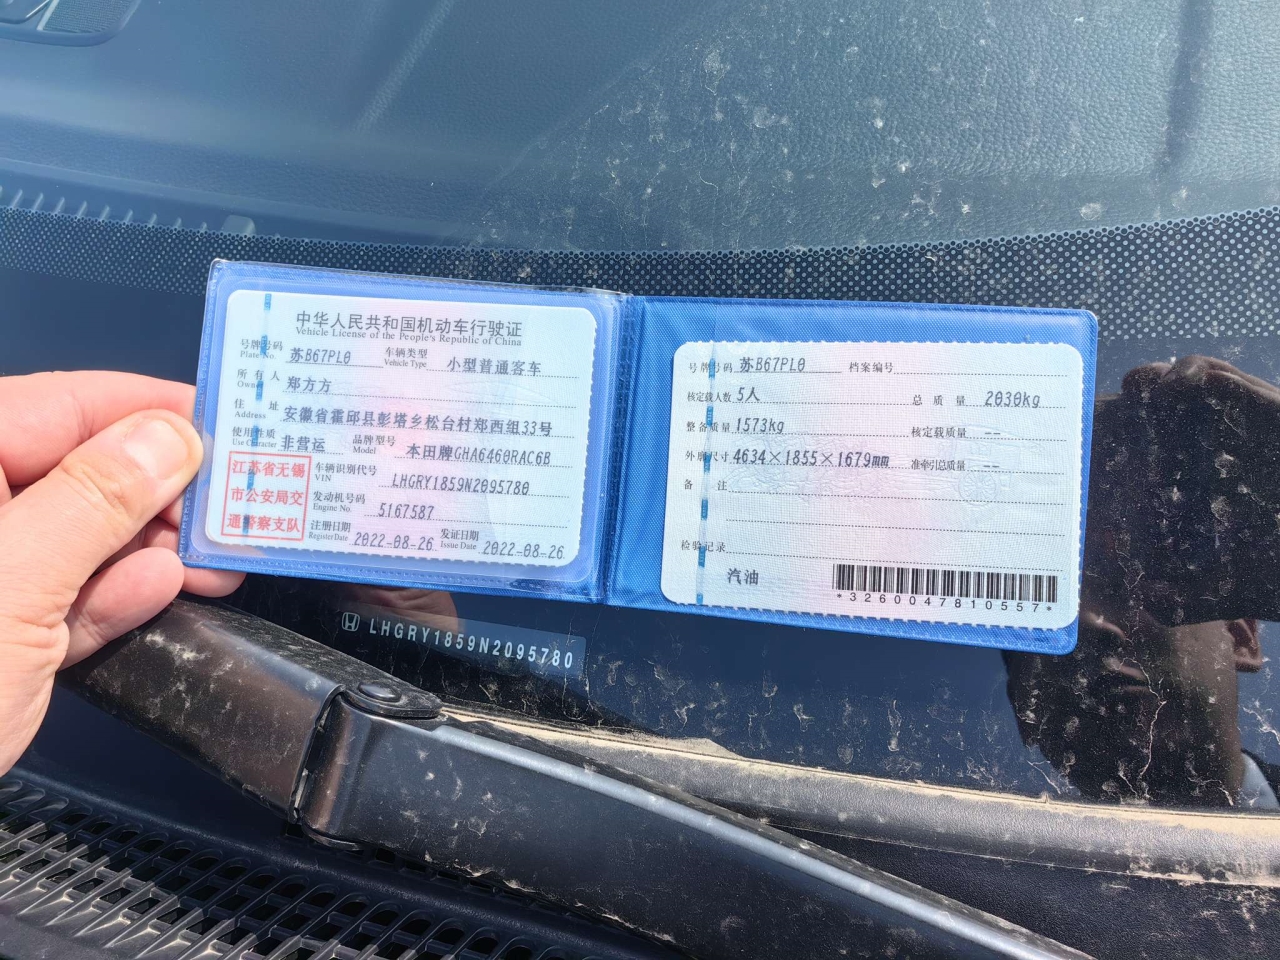 中华人民共和国机动车行驶证
Vehicle License of the People's Republic of China
号牌号码 苏B67PL0 车辆类型 小型普通客车
Plate No. Vehicle Type
所有人 郑方方
Owner
住址 安徽省霍邱县彭塔乡松台村郑西组33号
Address
使用性质 非营运 品牌型号 本田牌GHA6460RAC6B
Use Character Model
江苏省无锡
市公安局交
通警察支队
车辆识别代号 LHGRY1859N2095780
VIN
发动机号码 5167587
Engine No.
注册日期 2022-08-26 发证日期 2022-08-26
Register Date Issue Date
号牌号码 苏B67PL0 档案编号
核定载人数 5人 总质量 2030kg
整备质量 1573kg 核定载质量 --
外廓尺寸 4634×1855×1679mm 准牵引总质量 --
备注
检验记录
汽油
*3260047810557*
LHGRY1859N2095780